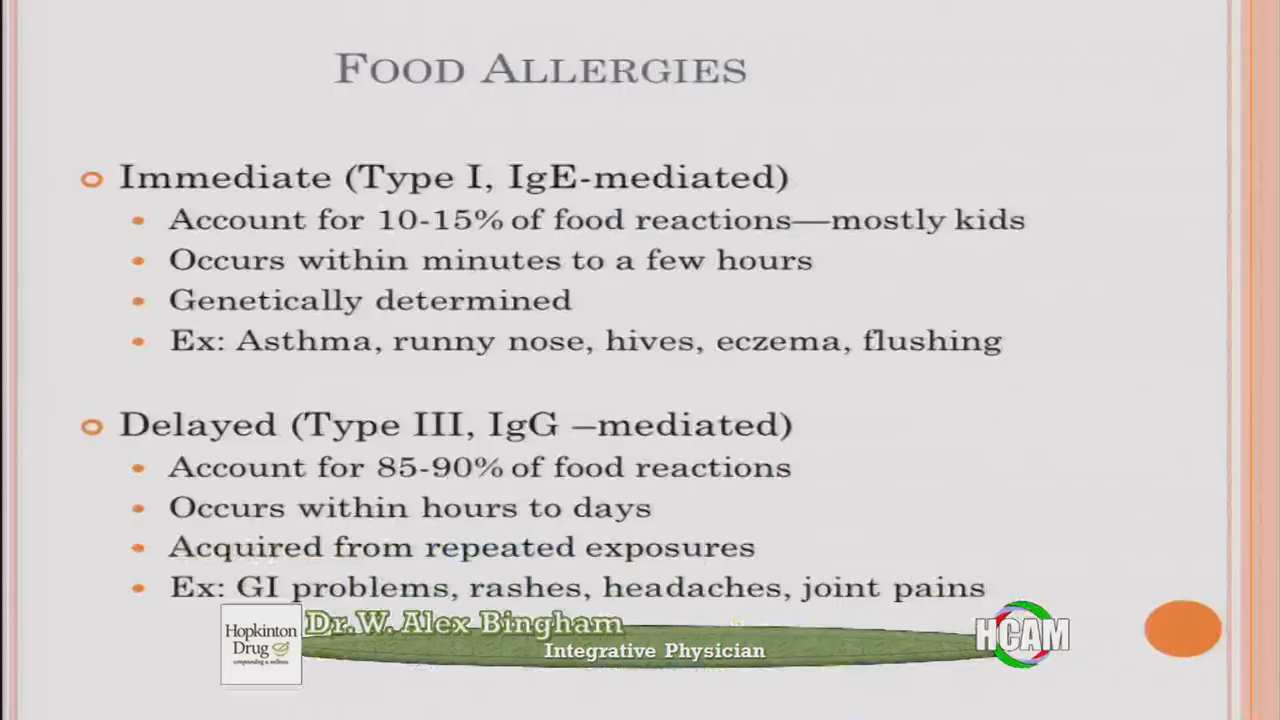 FOOD ALLERGIES
Immediate (Type I, IgE-mediated)
Account for 10-15% of food reactions—mostly kids
Occurs within minutes to a few hours
Genetically determined
Ex: Asthma, runny nose, hives, eczema, flushing
Delayed (Type III, IgG –mediated)
Account for 85-90% of food reactions
Occurs within hours to days
Acquired from repeated exposures
Ex: GI problems, rashes, headaches, joint pains
Hopkinton
Drug
compounding & wellness
Dr. W. Alex Bingham
Integrative Physician
HCAM